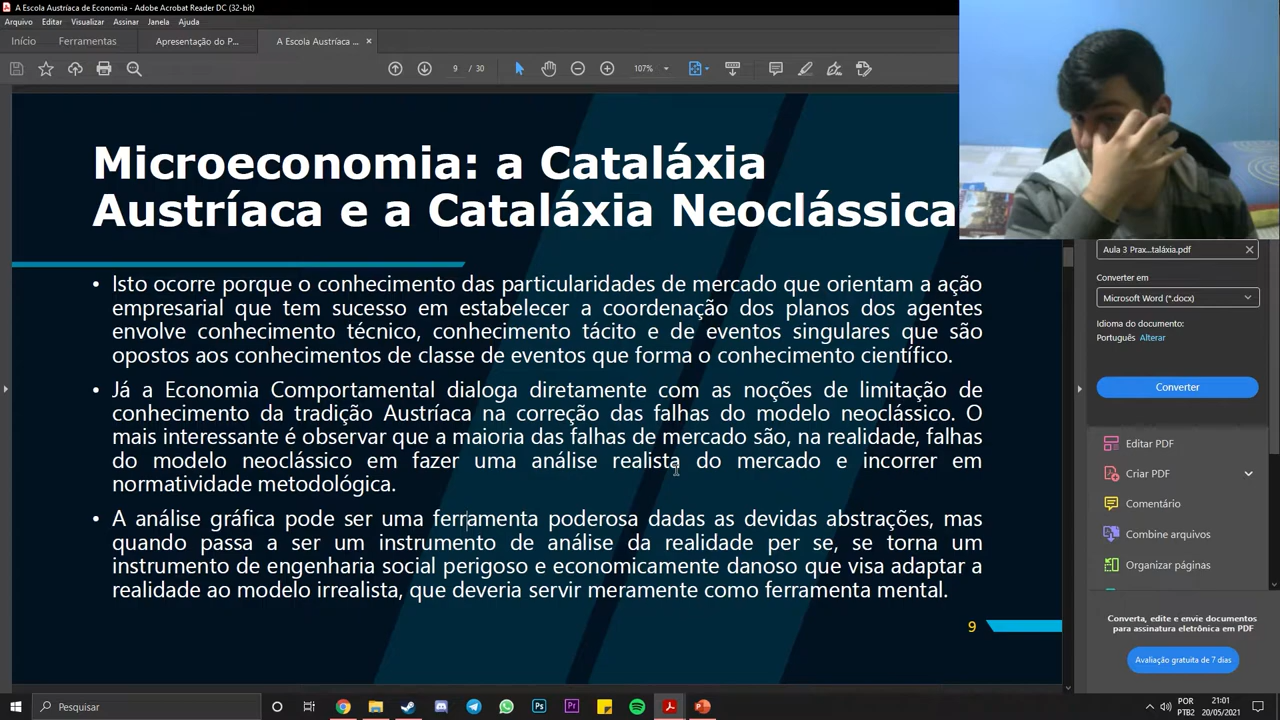 A Escola Austríaca de Economia - Adobe Acrobat Reader DC (32-bit)
Arquivo Editar Visualizar Assinar Janela Ajuda
Início Ferramentas Apresentação do P... A Escola Austríaca ... ×
9 / 30 107%
Microeconomia: a Cataláxia
Austríaca e a Cataláxia Neoclássica
• Isto ocorre porque o conhecimento das particularidades de mercado que orientam a ação
empresarial que tem sucesso em estabelecer a coordenação dos planos dos agentes
envolve conhecimento técnico, conhecimento tácito e de eventos singulares que são
opostos aos conhecimentos de classe de eventos que forma o conhecimento científico.
• Já a Economia Comportamental dialoga diretamente com as noções de limitação de
conhecimento da tradição Austríaca na correção das falhas do modelo neoclássico. O
mais interessante é observar que a maioria das falhas de mercado são, na realidade, falhas
do modelo neoclássico em fazer uma análise realista do mercado e incorrer em
normatividade metodológica.
• A análise gráfica pode ser uma ferramenta poderosa dadas as devidas abstrações, mas
quando passa a ser um instrumento de análise da realidade per se, se torna um
instrumento de engenharia social perigoso e economicamente danoso que visa adaptar a
realidade ao modelo irrealista, que deveria servir meramente como ferramenta mental.
9
Aula 3 Prax...taláxia.pdf
Converter em
Microsoft Word (*.docx)
Idioma do documento:
Português Alterar
Converter
Editar PDF
Criar PDF
Comentário
Combine arquivos
Organizar páginas
Converta, edite e envie documentos
para assinatura eletrônica em PDF
Avaliação gratuita de 7 dias
Pesquisar
POR
PTB2
21:01
20/05/2021